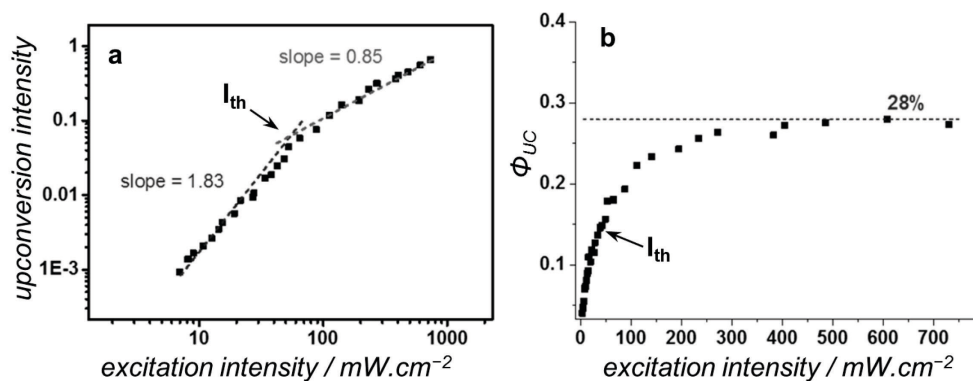 a
slope = 0.85
I_th
slope = 1.83
1
0.1
0.01
1E-3
10 100 1000
upconversion intensity
excitation intensity / mW.cm⁻²
b
28%
I_th
0.4
0.3
0.2
0.1
0 100 200 300 400 500 600 700
Φ_UC
excitation intensity / mW.cm⁻²